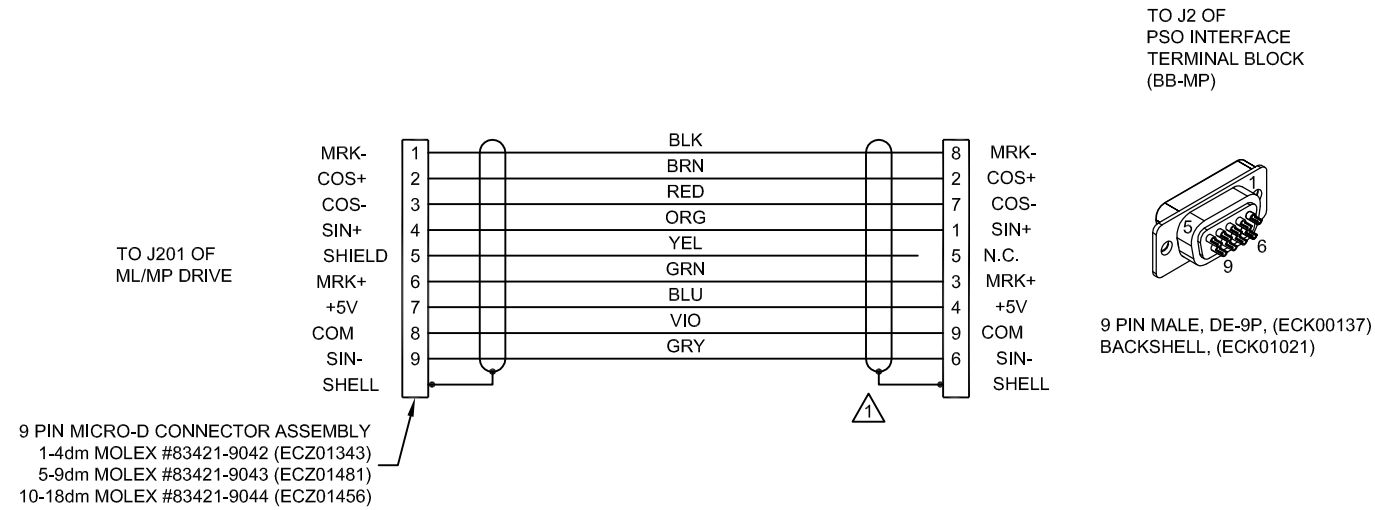 TO J2 OF
PSO INTERFACE
TERMINAL BLOCK
(BB-MP)
BLK
MRK- 1 8 MRK-
BRN
COS+ 2 2 COS+
RED
COS- 3 7 COS-
ORG
SIN+ 4 1 SIN+
YEL
SHIELD 5 5 N.C.
GRN
MRK+ 6 3 MRK+
BLU
+5V 7 4 +5V
VIO
COM 8 9 COM
GRY
SIN- 9 6 SIN-
SHELL SHELL
TO J201 OF
ML/MP DRIVE
1
1
5
6
9
9 PIN MALE, DE-9P, (ECK00137)
BACKSHELL, (ECK01021)
9 PIN MICRO-D CONNECTOR ASSEMBLY
1-4dm MOLEX #83421-9042 (ECZ01343)
5-9dm MOLEX #83421-9043 (ECZ01481)
10-18dm MOLEX #83421-9044 (ECZ01456)